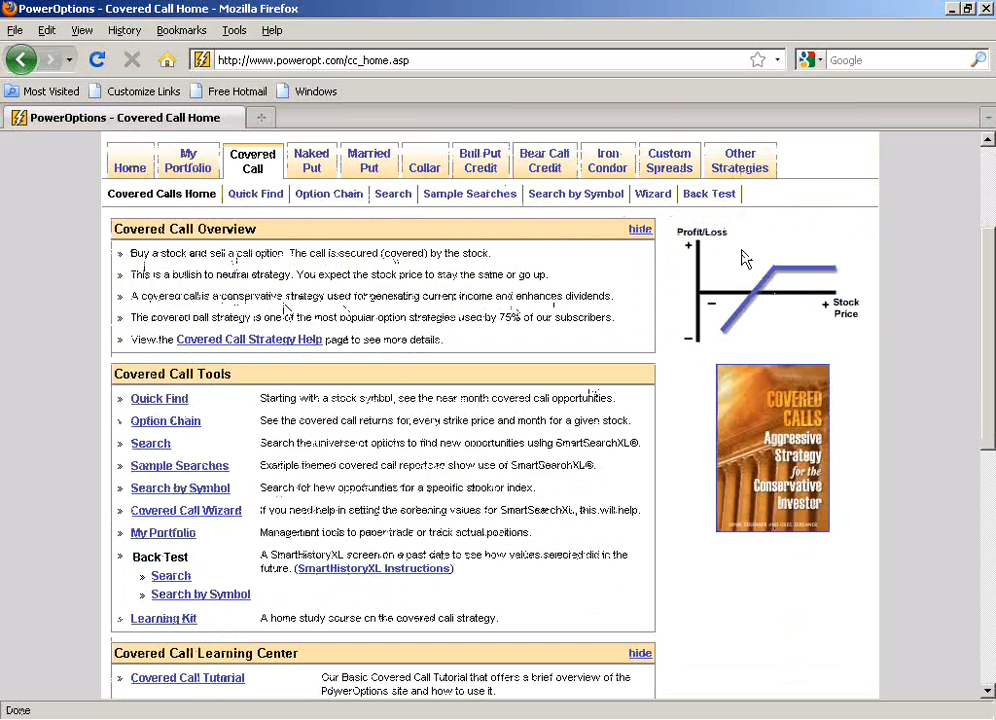 PowerOptions - Covered Call Home - Mozilla Firefox
File Edit View History Bookmarks Tools Help
http://www.poweropt.com/cc_home.asp
Google
Most Visited Customize Links Free Hotmail Windows
PowerOptions - Covered Call Home
Home My Portfolio Covered Call Naked Put Married Put Collar Bull Put Credit Bear Call Credit Iron-Condor Custom Spreads Other Strategies
Covered Calls Home Quick Find Option Chain Search Sample Searches Search by Symbol Wizard Back Test
Covered Call Overview hide
» Buy a stock and sell a call option. The call is secured (covered) by the stock.
» This is a bullish to neutral strategy. You expect the stock price to stay the same or go up.
» A covered call is a conservative strategy used for generating current income and enhances dividends.
» The covered call strategy is one of the most popular option strategies used by 75% of our subscribers.
» View the Covered Call Strategy Help page to see more details.
Profit/Loss
+
–
+ Stock
Price
–
Covered Call Tools
» Quick Find Starting with a stock symbol, see the near month covered call opportunities.
» Option Chain See the covered call returns for every strike price and month for a given stock.
» Search Search the universe of options to find new opportunities using SmartSearchXL®.
» Sample Searches Example themed covered call reports to show use of SmartSearchXL®.
» Search by Symbol Search for new opportunities for a specific stock or index.
» Covered Call Wizard If you need help in setting the screening values for SmartSearchXL, this will help.
» My Portfolio Management tools to paper trade or track actual positions.
» Back Test A SmartHistoryXL screen on a past date to see how values selected did in the
future. (SmartHistoryXL Instructions)
» Search
» Search by Symbol
» Learning Kit A home study course on the covered call strategy.
COVERED
CALLS
Aggressive
Strategy
for the
Conservative
Investor
Covered Call Learning Center hide
» Covered Call Tutorial Our Basic Covered Call Tutorial that offers a brief overview of the
PowerOptions site and how to use it.
Done